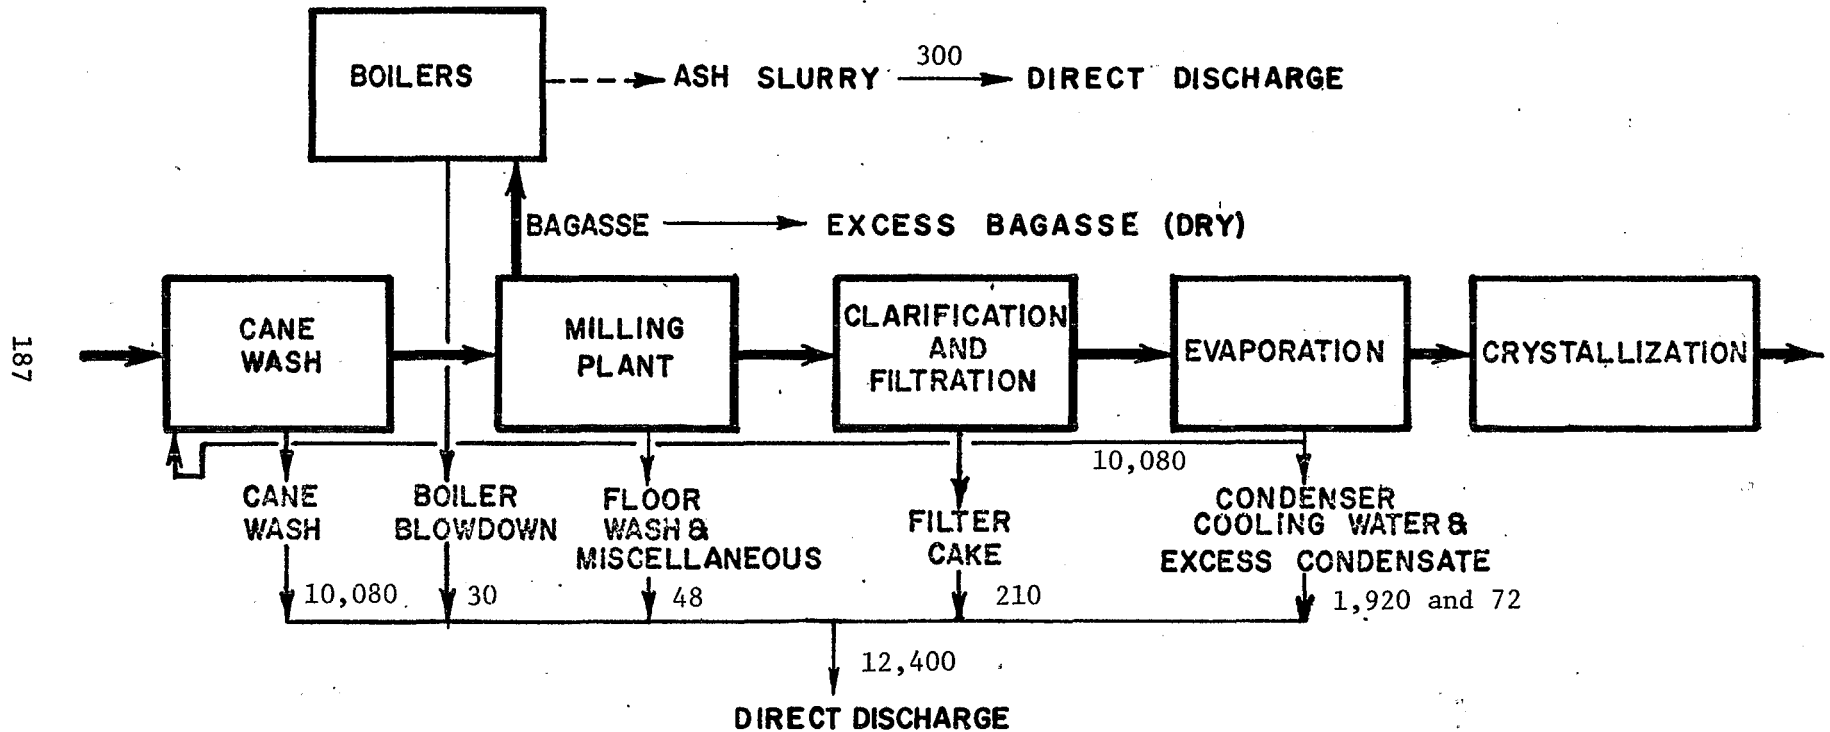 BOILERS
ASH SLURRY
300
DIRECT DISCHARGE
BAGASSE
EXCESS BAGASSE (DRY)
CANE
WASH
MILLING
PLANT
CLARIFICATION
AND
FILTRATION
EVAPORATION
CRYSTALLIZATION
187
10,080
CANE
WASH
BOILER
BLOWDOWN
FLOOR
WASH &
MISCELLANEOUS
FILTER
CAKE
CONDENSER
COOLING WATER &
EXCESS CONDENSATE
10,080
30
48
210
1,920 and 72
12,400
DIRECT DISCHARGE